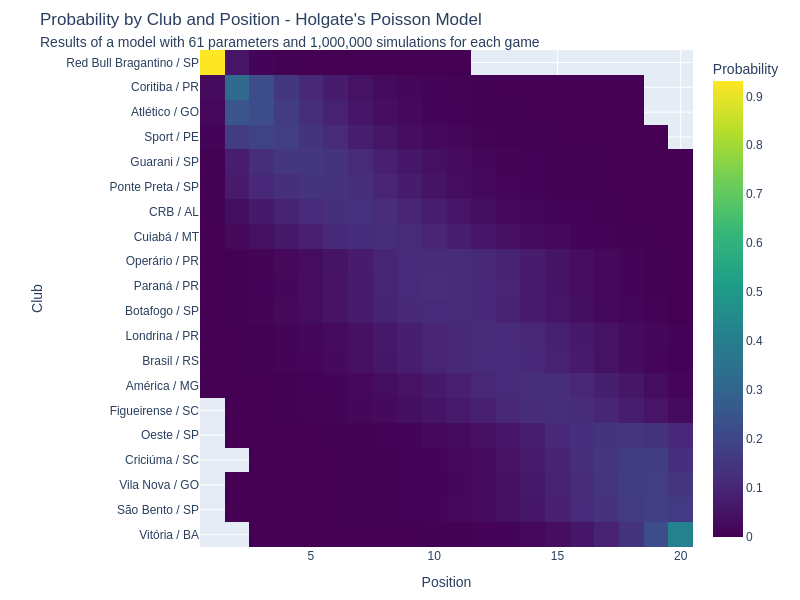 Probability by Club and Position - Holgate's Poisson Model
Results of a model with 61 parameters and 1,000,000 simulations for each game
Probability
Red Bull Bragantino / SP
Coritiba / PR
Atlético / GO
Sport / PE
Guarani / SP
Ponte Preta / SP
CRB / AL
Cuiabá / MT
Operário / PR
Paraná / PR
Botafogo / SP
Londrina / PR
Brasil / RS
América / MG
Figueirense / SC
Oeste / SP
Criciúma / SC
Vila Nova / GO
São Bento / SP
Vitória / BA
Club
5
10
15
20
Position
0.9
0.8
0.7
0.6
0.5
0.4
0.3
0.2
0.1
0